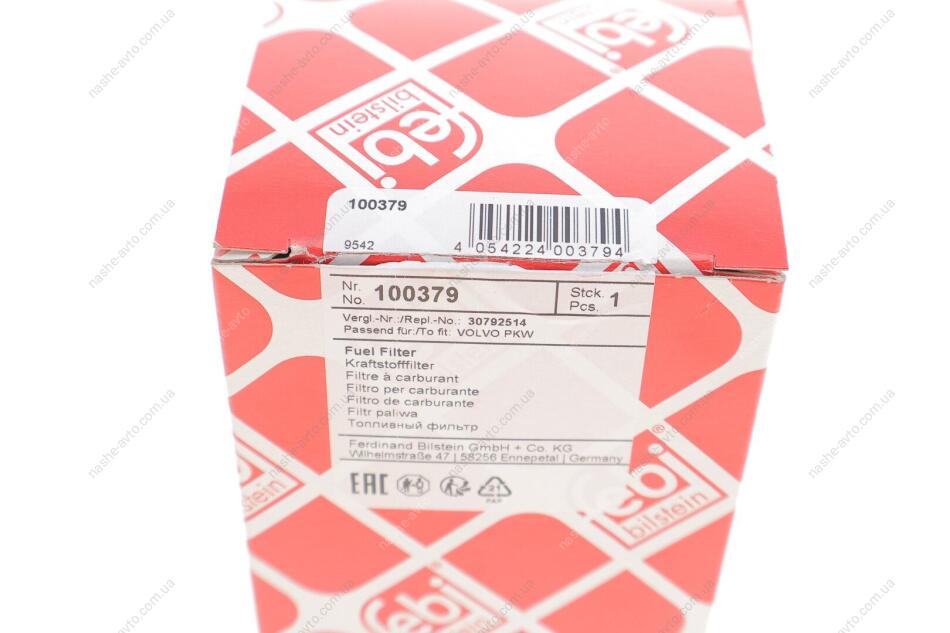 febi
bilstein
febi
bilstein
100379
9542
4 054224 003794
Nr.
No. 100379
Stck.
Pcs. 1
Vergl.-Nr.:/Repl.-No.: 30792514
Passend für:/To fit: VOLVO PKW
Fuel Filter
Kraftstofffilter
Filtre à carburant
Filtro per carburante
Filtro de carburante
Filtr paliwa
Топливный фильтр
Ferdinand Bilstein GmbH + Co. KG
Wilhelmstraße 47 | 58256 Ennepetal | Germany
EAC
21
PAP
febi®
bilstein
bilstein
febi
bilstein
nashe-avto.com.ua